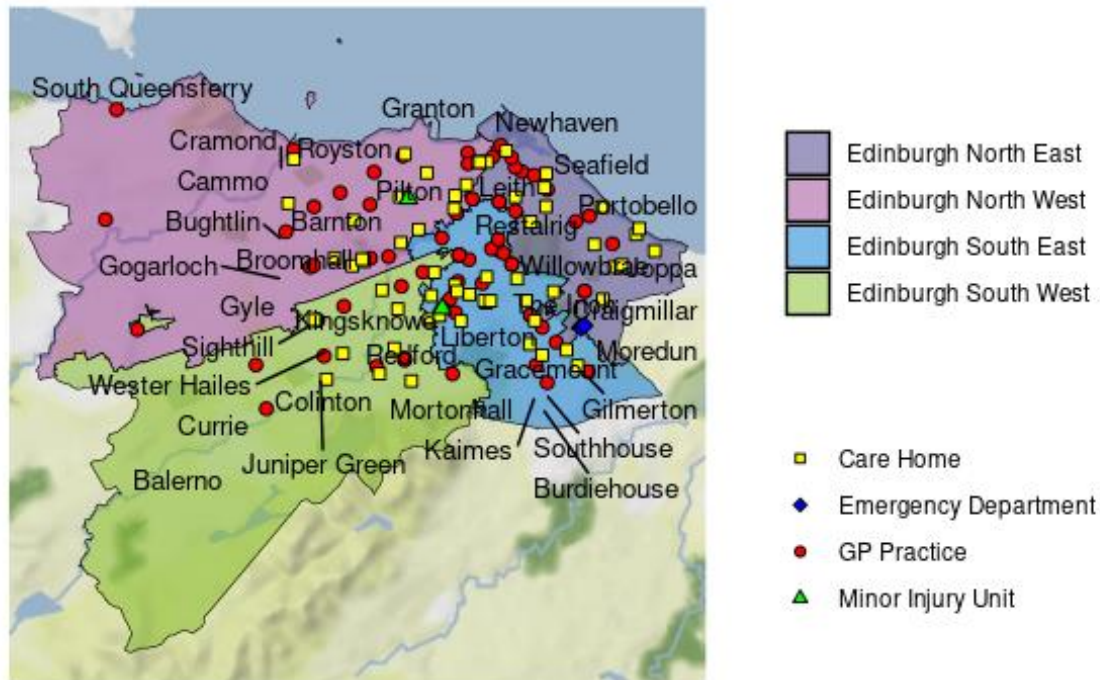 South Queensferry
Granton
Newhaven
Cramond
Royston
Seafield
Cammo
Pilton
Leith
Portobello
Bughtlin
Barnton
Restalrig
Broomhall
Gogarloch
Willowbrae
Joppa
Gyle
The Inch
Craigmillar
Kingsknowe
Sighthill
Liberton
Moredun
Redford
Wester Hailes
Gracemount
Colinton
Mortonhall
Gilmerton
Currie
Kaimes
Southhouse
Juniper Green
Balerno
Burdiehouse
Edinburgh North East
Edinburgh North West
Edinburgh South East
Edinburgh South West
Care Home
Emergency Department
GP Practice
Minor Injury Unit